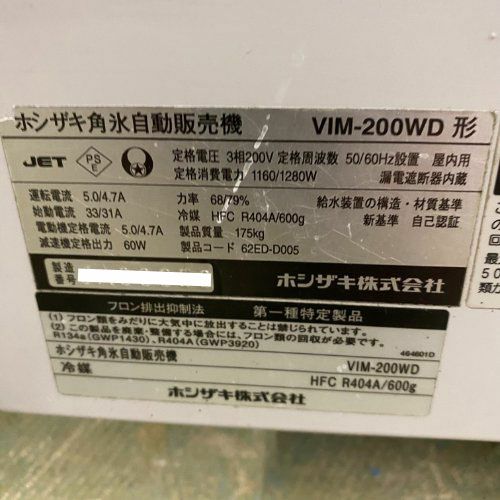 ホシザキ角氷自動販売機 VIM-200WD 形
JET PS E 定格電圧 3相200V 定格周波数 50/60Hz 設置 屋内用
定格消費電力 1160/1280W 漏電遮断器内蔵
運転電流 5.0/4.7A 力率 68/79% 給水装置の構造・材質基準
始動電流 33/31A 冷媒 HFC R404A/600g 新基準 自己認証
電動機定格電流 5.0/4.7A 製品質量 175kg
減速機定格出力 60W 製品コード 62ED-D005
製造
番号
ホシザキ株式会社
フロン排出抑制法 第一種特定製品
(1) フロン類をみだりに大気中に放出することは禁じられている。
(2) この製品を廃棄・整備する場合には、フロン類の回収が必要です。
R134a(GWP1430)、R404A(GWP3920)
464601D
ホシザキ角氷自動販売機 VIM-200WD
冷媒 HFC R404A/600g
ホシザキ株式会社
の
回
最
50
類力